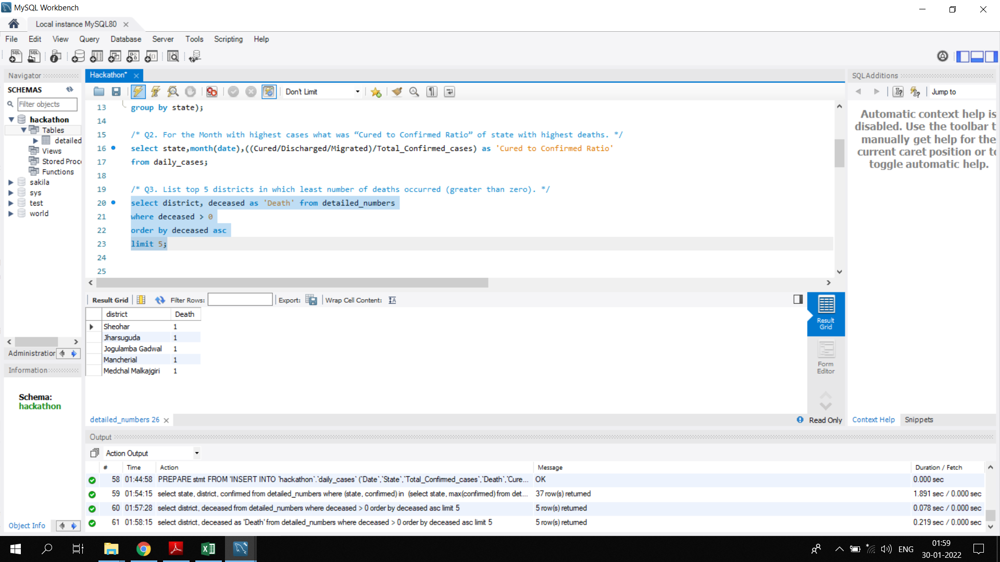 MySQL Workbench
Local instance MySQL80
File Edit View Query Database Server Tools Scripting Help
Navigator
SCHEMAS
Filter objects
hackathon
Tables
detailed
Views
Stored Proc
Functions
sakila
sys
test
world
Administration
Information
Schema:
hackathon
Object Info
Hackathon*
Don't Limit
13 group by state);
14
15 /* Q2. For the Month with highest cases what was “Cured to Confirmed Ratio” of state with highest deaths. */
16 select state,month(date),((Cured/Discharged/Migrated)/Total_Confirmed_cases) as 'Cured to Confirmed Ratio'
17 from daily_cases;
18
19 /* Q3. List top 5 districts in which least number of deaths occurred (greater than zero). */
20 select district, deceased as 'Death' from detailed_numbers
21 where deceased > 0
22 order by deceased asc
23 limit 5;
24
25
Result Grid Filter Rows: Export: Wrap Cell Content:
district Death
Sheohar 1
Jharsuguda 1
Jogulamba Gadwal 1
Mancherial 1
Medchal Malkajgiri 1
Result
Grid
Form
Editor
detailed_numbers 26
Read Only
SQLAdditions
Jump to
Automatic context help is
disabled. Use the toolbar t
manually get help for the
current caret position or to
toggle automatic help.
Context Help Snippets
Output
Action Output
# Time Action Message Duration / Fetch
58 01:44:58 PREPARE stmt FROM 'INSERT INTO `hackathon`.`daily_cases` (`Date`,`State`,`Total_Confirmed_cases`,`Death`,`Cure... OK 0.000 sec
59 01:54:15 select state, district, confirmed from detailed_numbers where (state, confirmed) in (select state, max(confirmed) from det... 37 row(s) returned 1.891 sec / 0.000 sec
60 01:57:28 select district, deceased from detailed_numbers where deceased > 0 order by deceased asc limit 5 5 row(s) returned 0.078 sec / 0.000 sec
61 01:58:15 select district, deceased as 'Death' from detailed_numbers where deceased > 0 order by deceased asc limit 5 5 row(s) returned 0.219 sec / 0.000 sec
ENG
01:59
30-01-2022